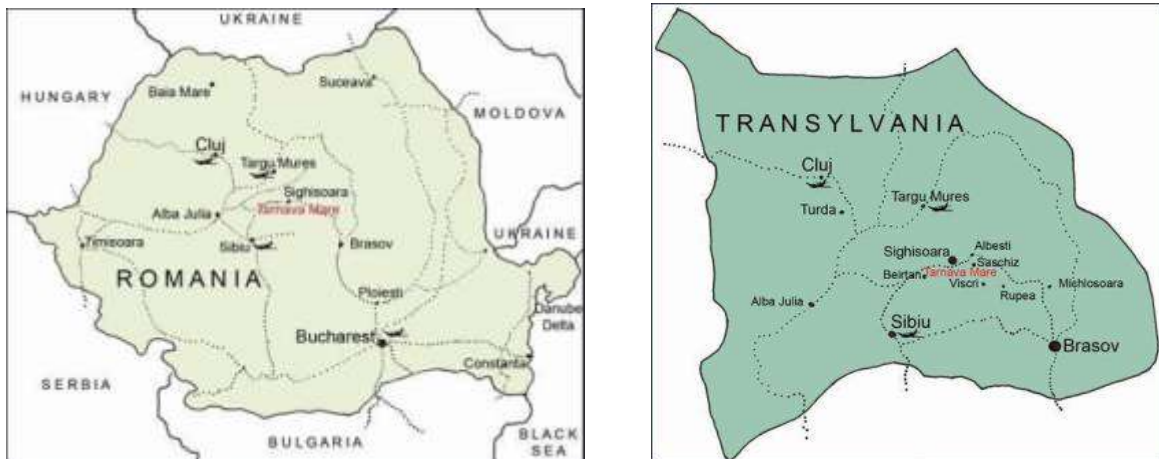 UKRAINE
Suceava
Baia Mare
HUNGARY
MOLDOVA
Cluj
Targu Mures
Sighisoara
Tarnava Mare
Alba Julia
UKRAINE
Timisoara
Sibiu
Brasov
ROMANIA
Ploiesti
Danube
Delta
Bucharest
Constanta
SERBIA
BULGARIA
BLACK
SEA
TRANSYLVANIA
Cluj
Targu Mures
Turda
Sighisoara
Albesti
Saschiz
Beirtan
Tarnava Mare
Viscri
Rupea
Michlosoara
Alba Julia
Sibiu
Brasov